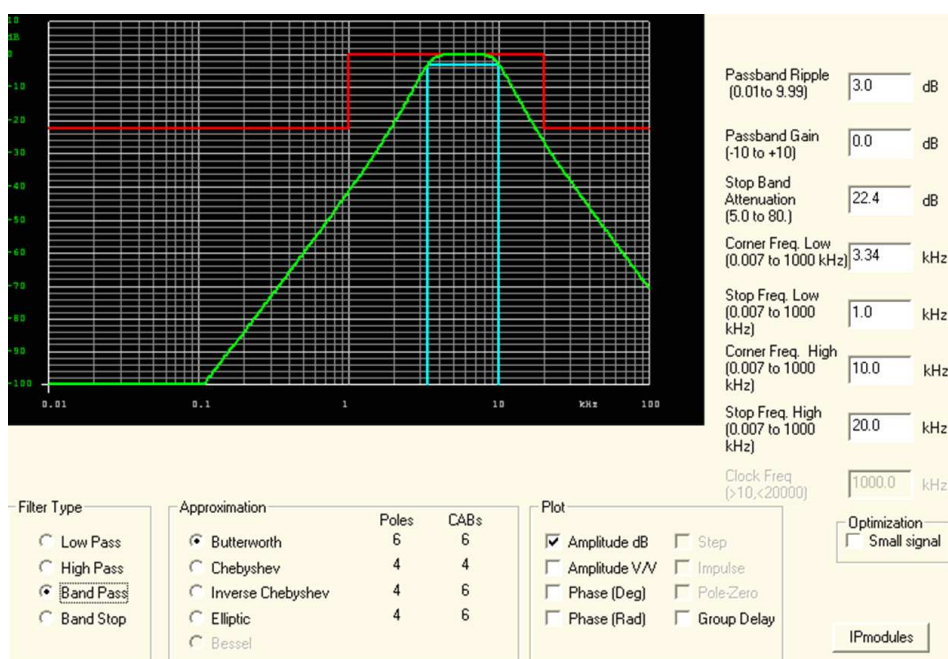 10
dB
0
-10
-20
-30
-40
-50
-60
-70
-80
-90
-100
0.01 0.1 1 10 kHz 100
Passband Ripple
(0.01to 9.99) 3.0 dB
Passband Gain
(-10 to +10) 0.0 dB
Stop Band
Attenuation
(5.0 to 80.) 22.4 dB
Corner Freq. Low
(0.007 to 1000 kHz) 3.34 kHz
Stop Freq. Low
(0.007 to 1000
kHz) 1.0 kHz
Corner Freq. High
(0.007 to 1000
kHz) 10.0 kHz
Stop Freq. High
(0.007 to 1000
kHz) 20.0 kHz
Clock Freq
(>10,<20000) 1000.0 kHz
Filter Type
Low Pass
High Pass
Band Pass
Band Stop
Approximation Poles CABs
Butterworth 6 6
Chebyshev 4 4
Inverse Chebyshev 4 6
Elliptic 4 6
Bessel
Plot
Amplitude dB Step
Amplitude V/V Impulse
Phase (Deg) Pole-Zero
Phase (Rad) Group Delay
Optimization
Small signal
IPmodules